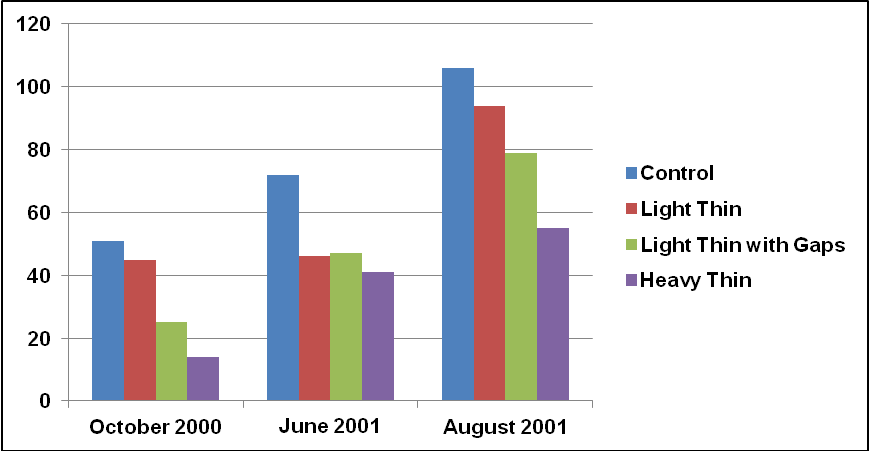 120
100
80
60
40
20
0
October 2000
June 2001
August 2001
Control
Light Thin
Light Thin with Gaps
Heavy Thin